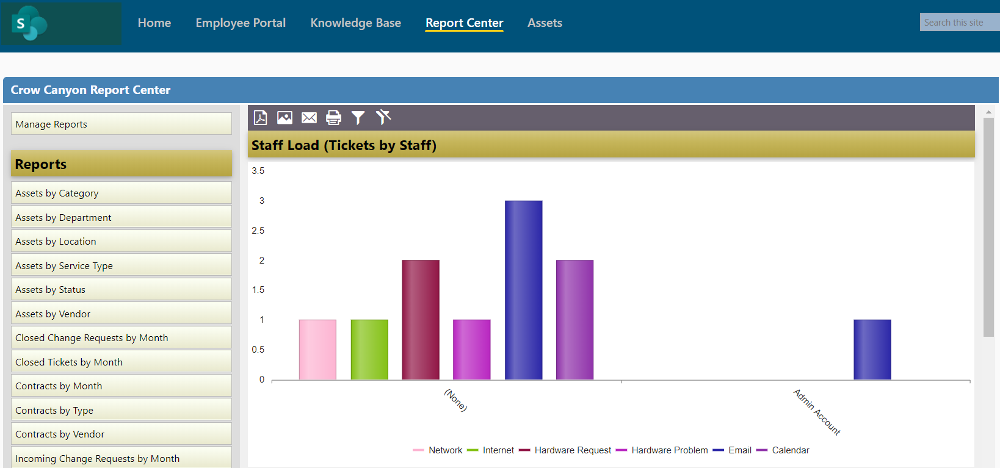 S
Home Employee Portal Knowledge Base Report Center Assets
Search this site
Crow Canyon Report Center
Manage Reports
Reports
Assets by Category
Assets by Department
Assets by Location
Assets by Service Type
Assets by Status
Assets by Vendor
Closed Change Requests by Month
Closed Tickets by Month
Contracts by Month
Contracts by Type
Contracts by Vendor
Incoming Change Requests by Month
Staff Load (Tickets by Staff)
3.5
3
2.5
2
1.5
1
0.5
0
(None)
Admin Account
Network Internet Hardware Request Hardware Problem Email Calendar